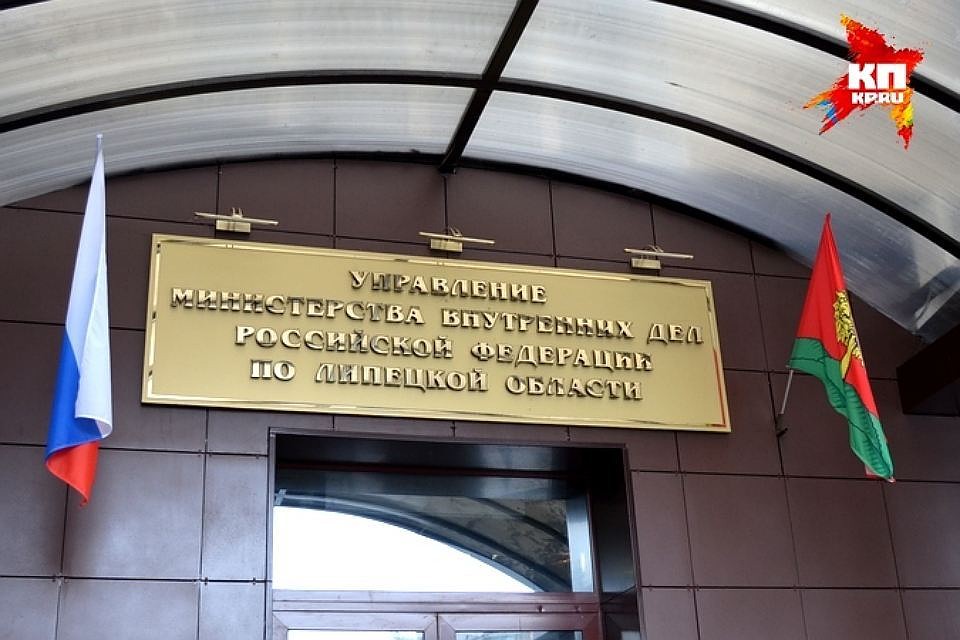 КП
KP.RU
УПРАВЛЕНИЕ
МИНИСТЕРСТВА ВНУТРЕННИХ ДЕЛ
РОССИЙСКОЙ ФЕДЕРАЦИИ
ПО ЛИПЕЦКОЙ ОБЛАСТИ